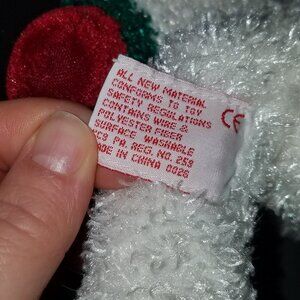 ALL NEW MATERIAL
CONFORMS TO TOY
SAFETY REGULATIONS
CONTAINS WIRE &
POLYESTER FIBER
SURFACE WASHABLE
PA. REG. NO. 259
MADE IN CHINA 0026
CE